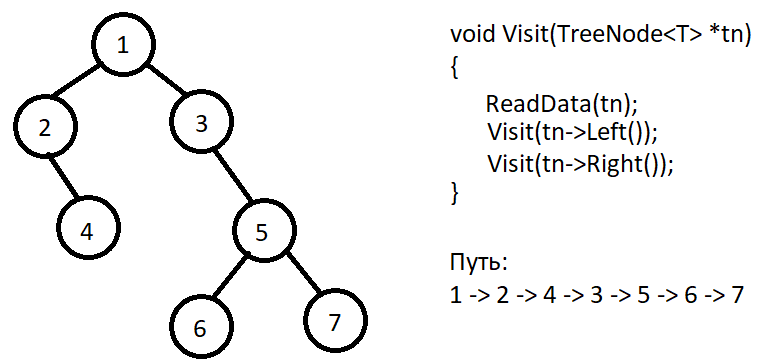 1
2
3
4
5
6
7
void Visit(TreeNode<T> *tn)
{
ReadData(tn);
Visit(tn->Left());
Visit(tn->Right());
}
Путь:
1 -> 2 -> 4 -> 3 -> 5 -> 6 -> 7